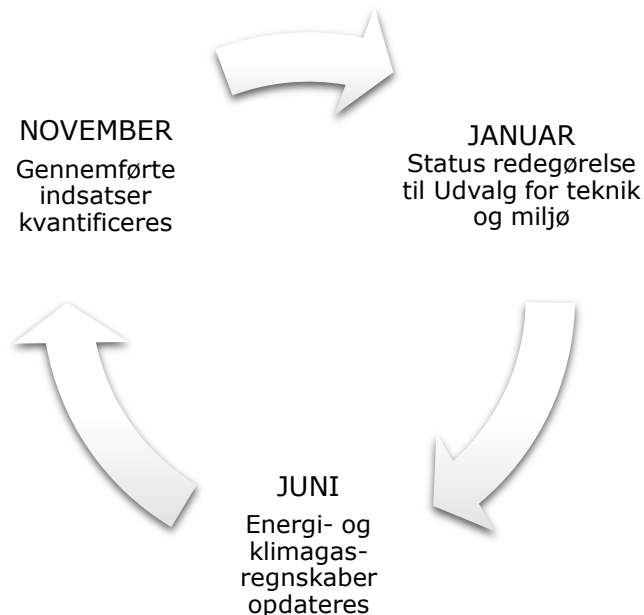 NOVEMBER
Gennemførte
indsatser
kvantificeres
JANUAR
Status redegørelse
til Udvalg for teknik
og miljø
JUNI
Energi- og
klimagas-
regnskaber
opdateres